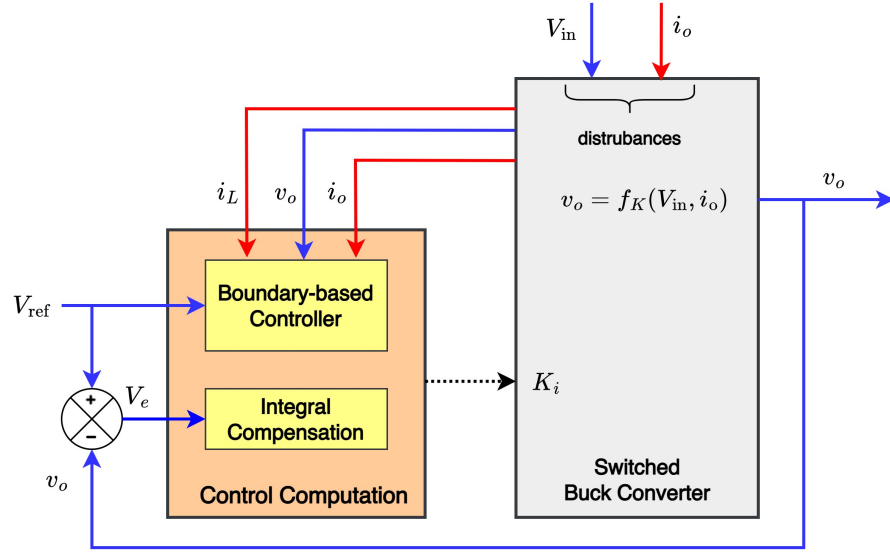 V_in i_o
distrubances
v_o = f_K(V_in, i_o)
v_o
i_L v_o i_o
Boundary-based
Controller
V_ref
+
−
V_e
v_o
Integral
Compensation
Control Computation
K_i
Switched
Buck Converter